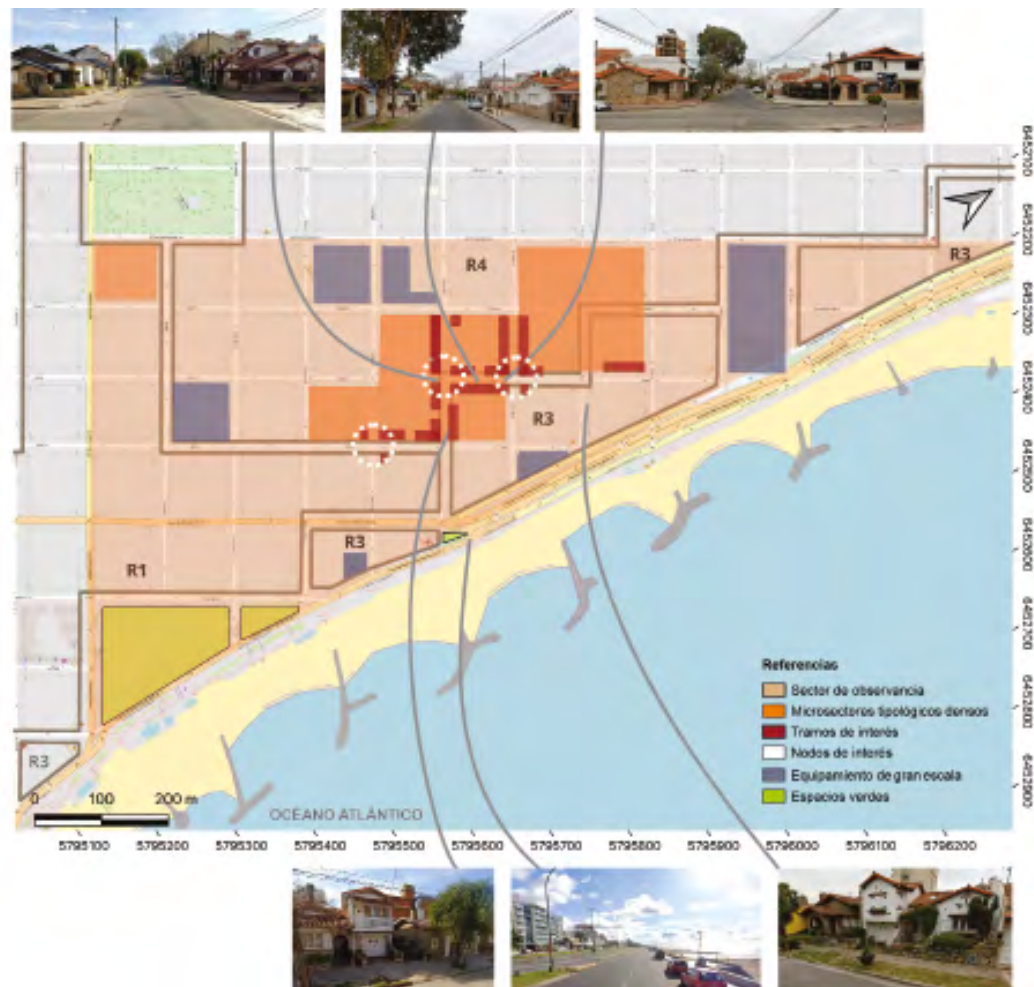 R4
R3
R3
R3
R1
R3
Referencias
Sector de observancia
Microsectores tipológicos densos
Tramos de interés
Nodos de interés
Equipamiento de gran escala
Espacios verdes
0 100 200 m
OCÉANO ATLÁNTICO
5795100 5795200 5795300 5795400 5795500 5795600 5795700 5795800 5795900 5796000 5796100 5796200
6452100
6452200
6452300
6452400
6452500
6452600
6452700
6452800
6452900